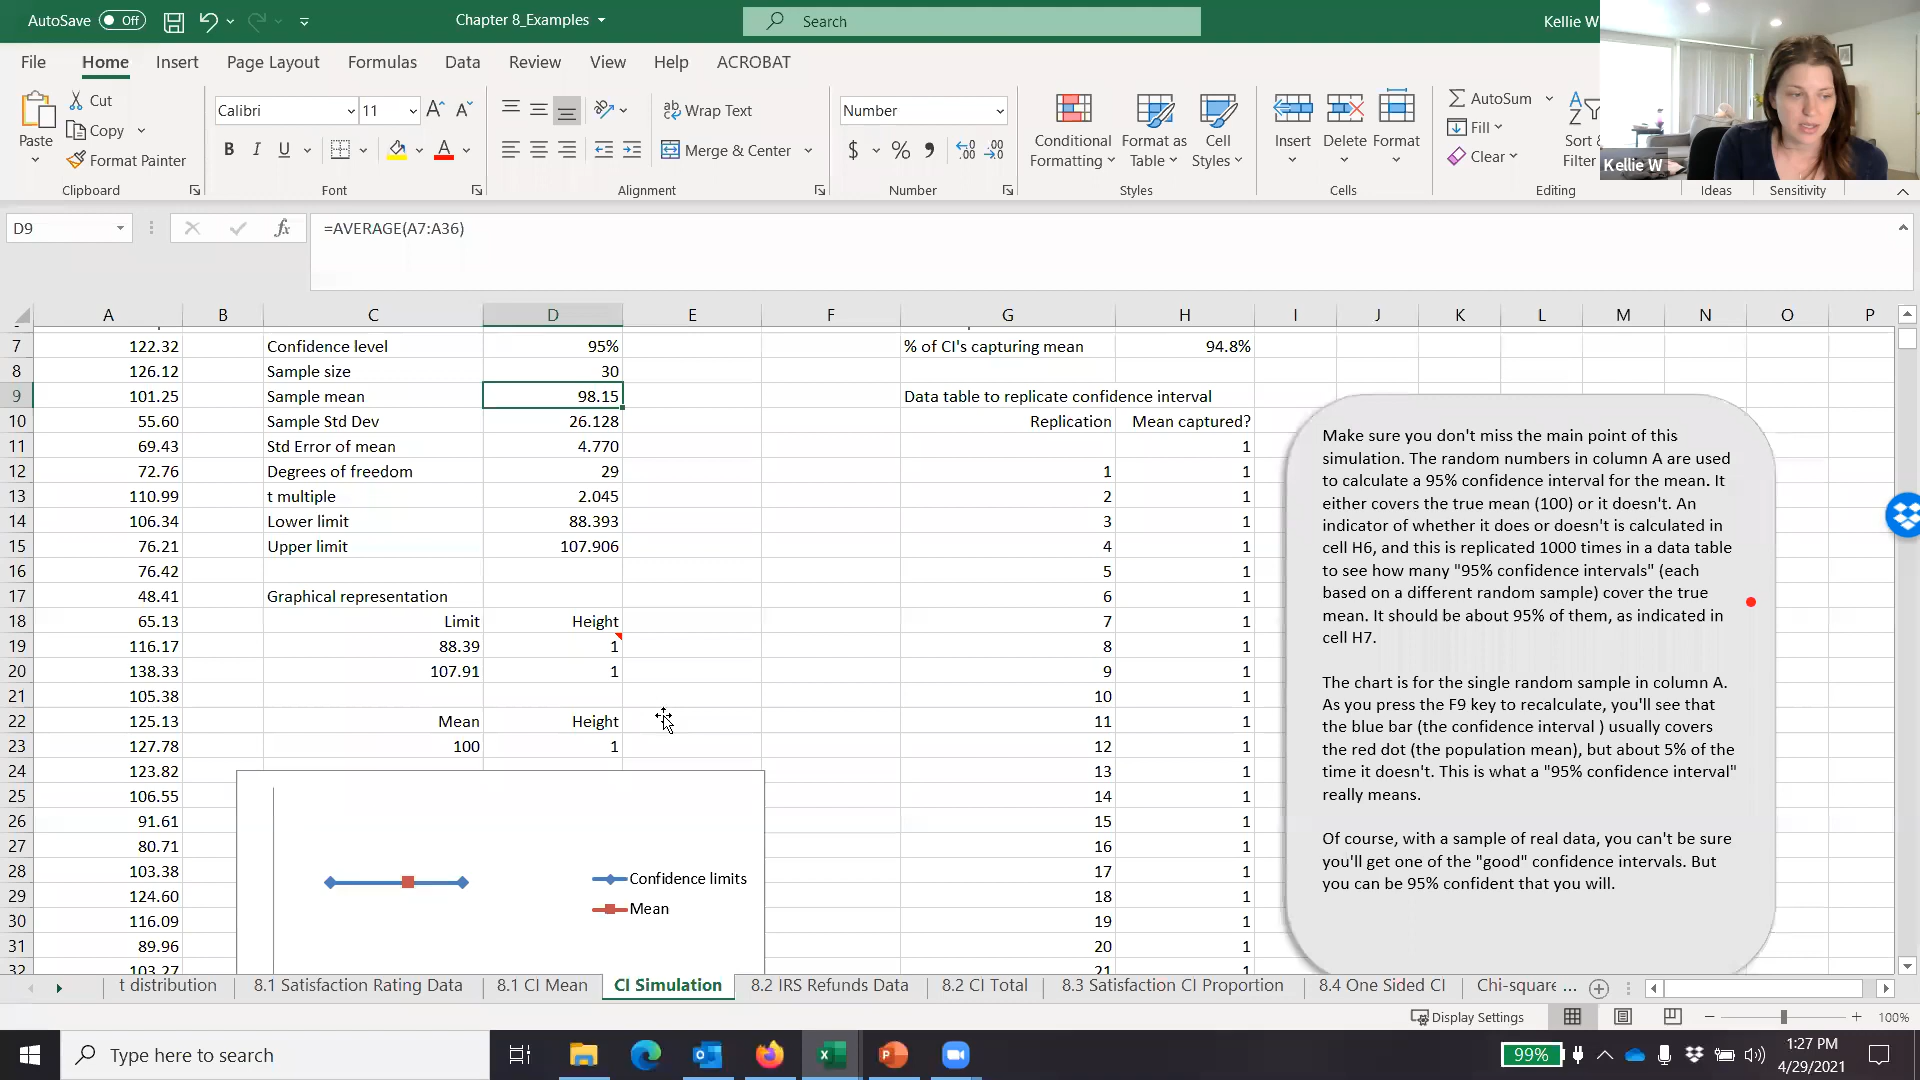 AutoSave Off
Chapter 8_Examples
Search
Kellie W
File Home Insert Page Layout Formulas Data Review View Help ACROBAT
Paste
Cut
Copy
Format Painter
Clipboard
Calibri 11
B I U
Font
Wrap Text
Merge & Center
Alignment
Number
$ % 9
Number
Conditional Formatting
Format as Table
Cell Styles
Styles
Insert Delete Format
Cells
AutoSum
Fill
Clear
Sort & Filter
Editing
Ideas
Sensitivity
Kellie W
D9 fx =AVERAGE(A7:A36)
A B C D E F G H I J K L M N O P
7 122.32 Confidence level 95% % of CI's capturing mean 94.8%
8 126.12 Sample size 30
9 101.25 Sample mean 98.15 Data table to replicate confidence interval
10 55.60 Sample Std Dev 26.128 Replication Mean captured?
11 69.43 Std Error of mean 4.770 1
12 72.76 Degrees of freedom 29 1 1
13 110.99 t multiple 2.045 2 1
14 106.34 Lower limit 88.393 3 1
15 76.21 Upper limit 107.906 4 1
16 76.42 5 1
17 48.41 Graphical representation 6 1
18 65.13 Limit Height 7 1
19 116.17 88.39 1 8 1
20 138.33 107.91 1 9 1
21 105.38 10 1
22 125.13 Mean Height 11 1
23 127.78 100 1 12 1
24 123.82 13 1
25 106.55 14 1
26 91.61 15 1
27 80.71 16 1
28 103.38 17 1
29 124.60 18 1
30 116.09 19 1
31 89.96 20 1
32 103.27 21 1
Confidence limits
Mean
Make sure you don't miss the main point of this
simulation. The random numbers in column A are used
to calculate a 95% confidence interval for the mean. It
either covers the true mean (100) or it doesn't. An
indicator of whether it does or doesn't is calculated in
cell H6, and this is replicated 1000 times in a data table
to see how many "95% confidence intervals" (each
based on a different random sample) cover the true
mean. It should be about 95% of them, as indicated in
cell H7.
The chart is for the single random sample in column A.
As you press the F9 key to recalculate, you'll see that
the blue bar (the confidence interval ) usually covers
the red dot (the population mean), but about 5% of the
time it doesn't. This is what a "95% confidence interval"
really means.
Of course, with a sample of real data, you can't be sure
you'll get one of the "good" confidence intervals. But
you can be 95% confident that you will.
t distribution 8.1 Satisfaction Rating Data 8.1 CI Mean CI Simulation 8.2 IRS Refunds Data 8.2 CI Total 8.3 Satisfaction CI Proportion 8.4 One Sided CI Chi-square ...
Display Settings 100%
Type here to search
99%
1:27 PM
4/29/2021